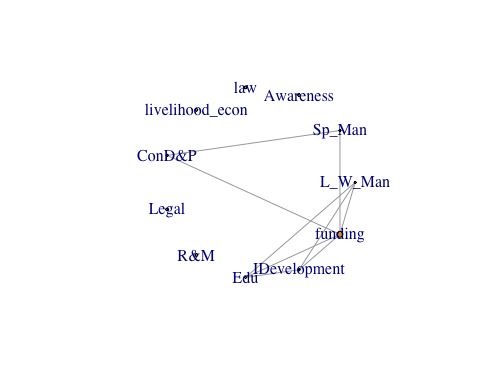 law
Awareness
livelihood_econ
Sp_Man
ConD&P
L_W_Man
Legal
funding
R&M
IDevelopment
Edu